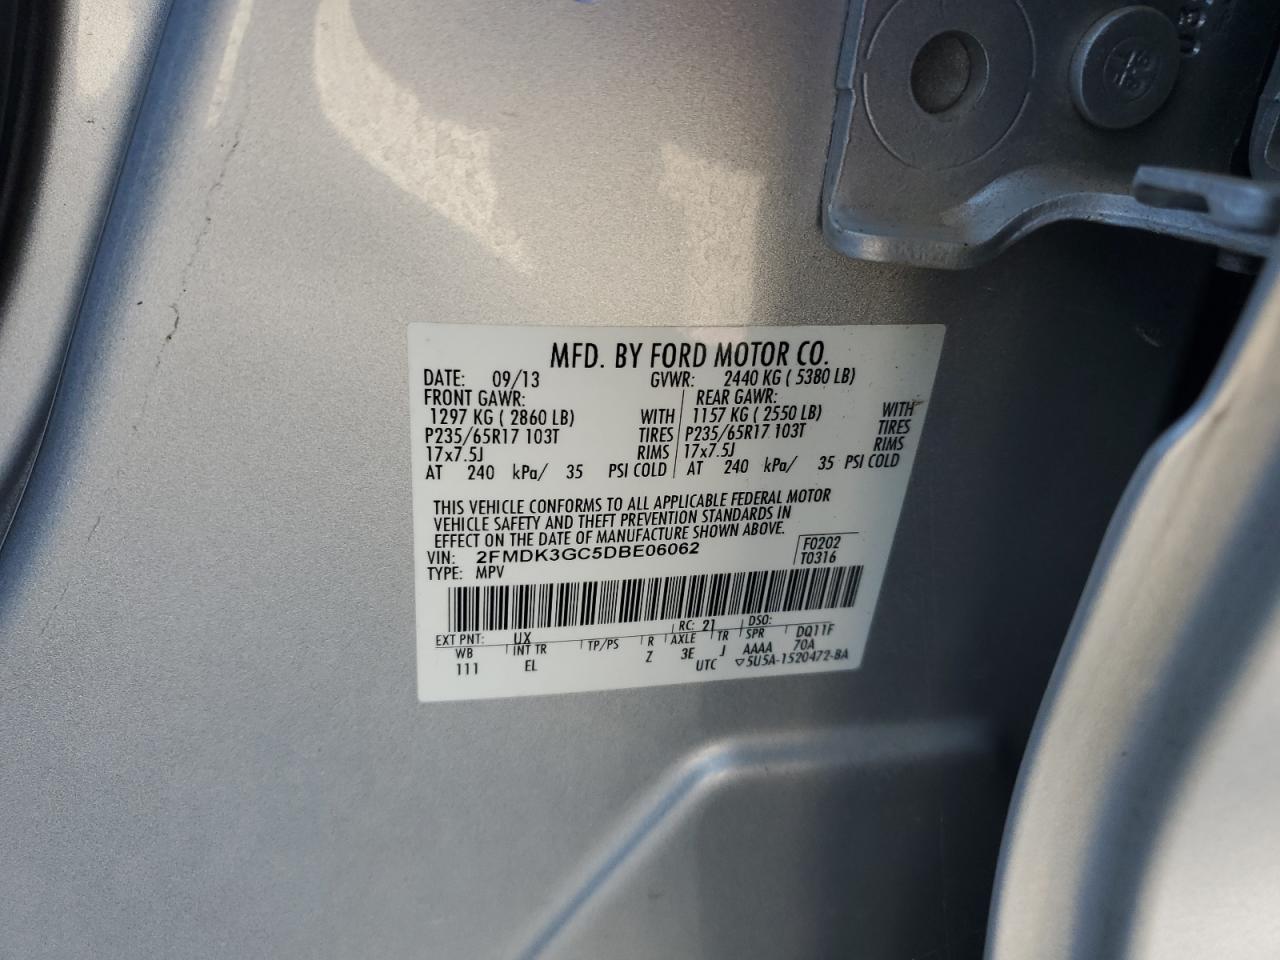 MFD. BY FORD MOTOR CO.
DATE: 09/13 GVWR: 2440 KG ( 5380 LB)
FRONT GAWR: REAR GAWR:
1297 KG ( 2860 LB) WITH 1157 KG ( 2550 LB) WITH
P235/65R17 103T TIRES P235/65R17 103T TIRES
17x7.5J RIMS 17x7.5J RIMS
AT 240 kPa/ 35 PSI COLD AT 240 kPa/ 35 PSI COLD
THIS VEHICLE CONFORMS TO ALL APPLICABLE FEDERAL MOTOR
VEHICLE SAFETY AND THEFT PREVENTION STANDARDS IN
EFFECT ON THE DATE OF MANUFACTURE SHOWN ABOVE.
VIN: 2FMDK3GC5DBE06062 F0202
TYPE: MPV T0316
EXT PNT: UX RC: 21 DSO: DQ11F
WB INT TR TP/PS R AXLE TR SPR 70A
111 EL Z 3E J AAAA
UTC ▽5U5A-1520472-BA